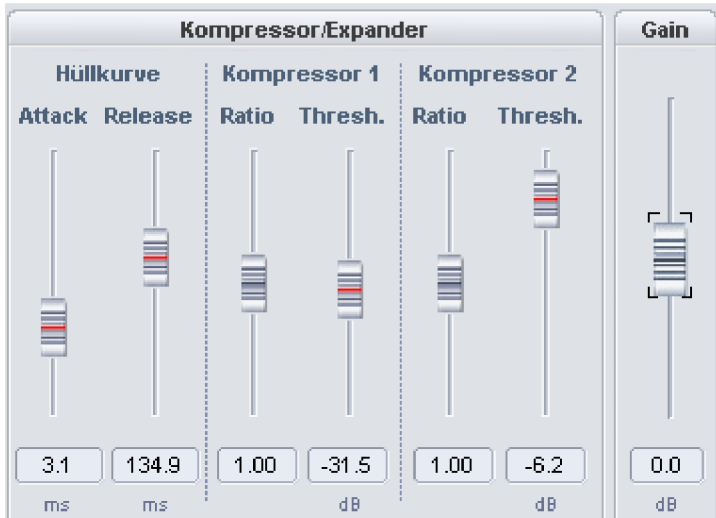 Kompressor/Expander
Gain
Hüllkurve
Kompressor 1
Kompressor 2
Attack Release
Ratio Thresh.
Ratio Thresh.
3.1 134.9 1.00 -31.5 1.00 -6.2 0.0
ms ms dB dB dB